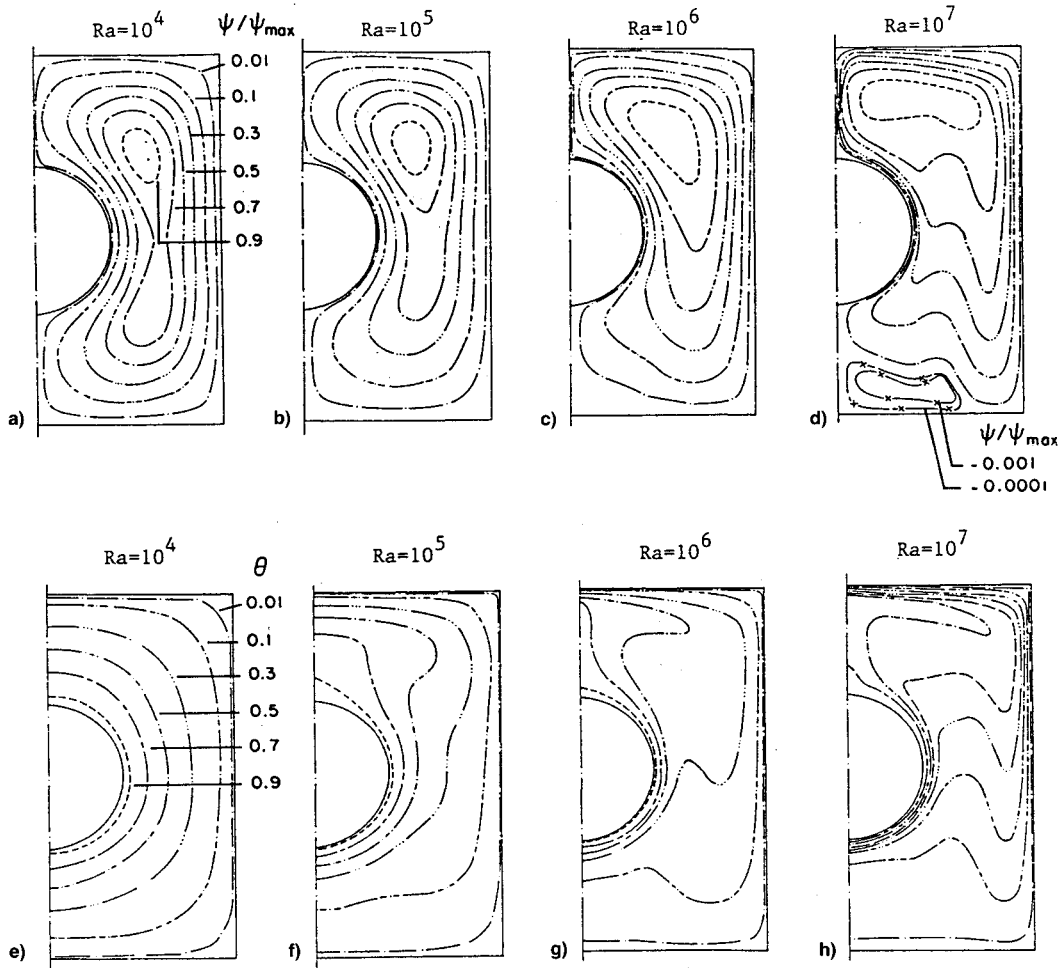 Ra=10^4 ψ/ψmax Ra=10^5 Ra=10^6 Ra=10^7
0.01
0.1
0.3
0.5
0.7
0.9
a) b) c) d)
ψ/ψmax
-0.001
-0.0001
Ra=10^4 θ Ra=10^5 Ra=10^6 Ra=10^7
0.01
0.1
0.3
0.5
0.7
0.9
e) f) g) h)